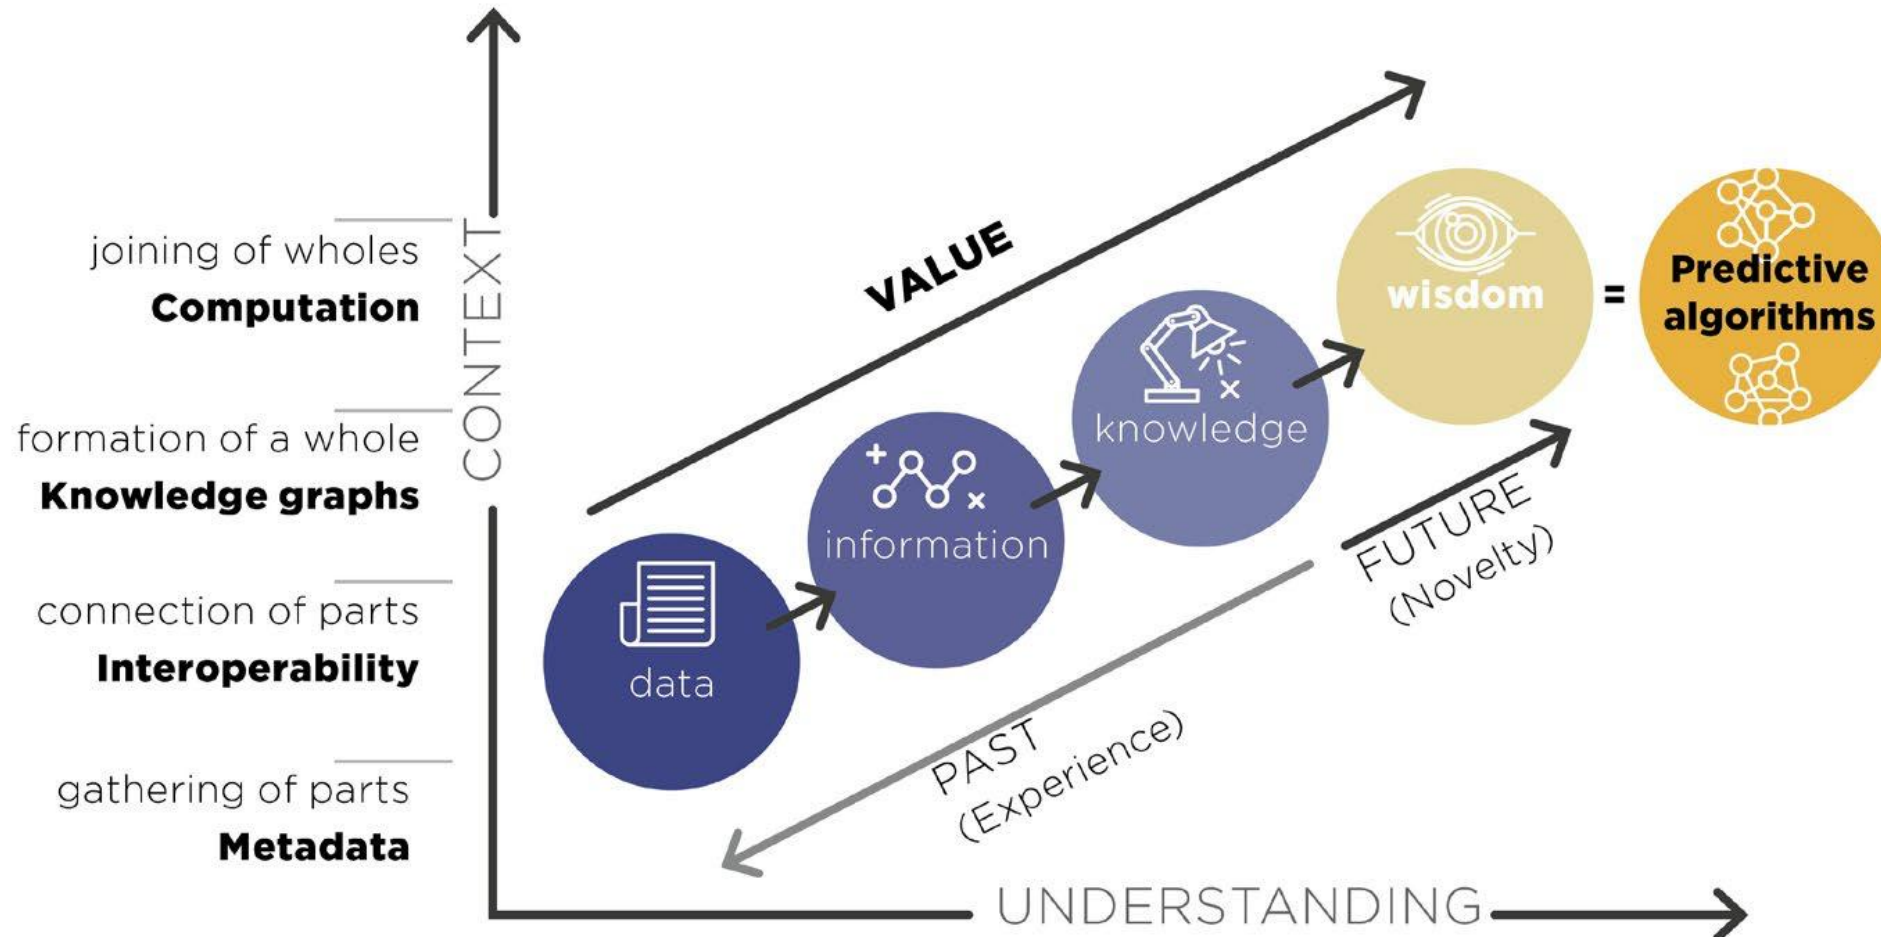 joining of wholes
Computation
formation of a whole
Knowledge graphs
connection of parts
Interoperability
gathering of parts
Metadata
CONTEXT
VALUE
data
information
knowledge
wisdom
=
Predictive
algorithms
PAST
(Experience)
FUTURE
(Novelty)
UNDERSTANDING